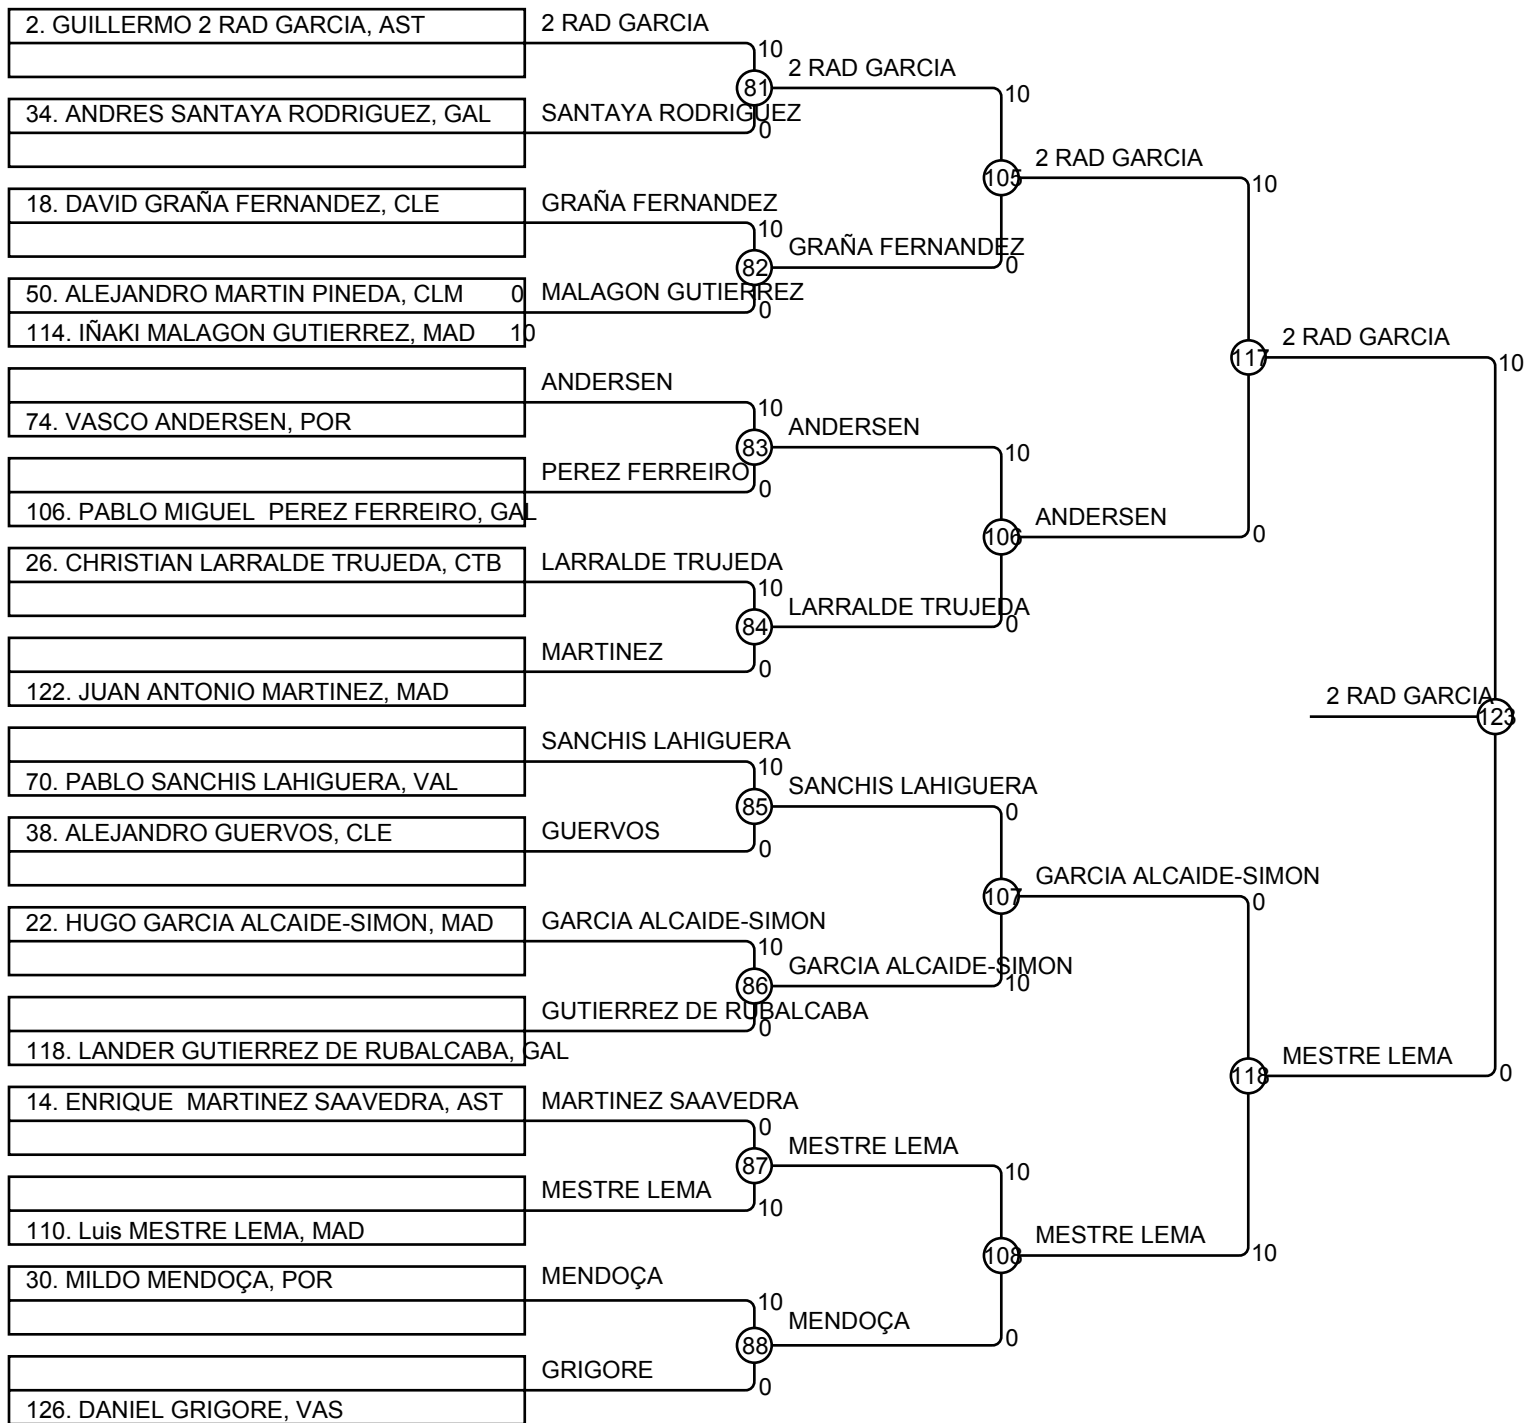 2. GUILLERMO 2 RAD GARCIA, AST
2 RAD GARCIA
10
81
2 RAD GARCIA
10
34. ANDRES SANTAYA RODRIGUEZ, GAL
SANTAYA RODRIGUEZ
0
105
2 RAD GARCIA
10
18. DAVID GRAÑA FERNANDEZ, CLE
GRAÑA FERNANDEZ
10
82
GRAÑA FERNANDEZ
0
50. ALEJANDRO MARTIN PINEDA, CLM 0
MALAGON GUTIERREZ
0
114. IÑAKI MALAGON GUTIERREZ, MAD 10
117
2 RAD GARCIA
10
ANDERSEN
10
74. VASCO ANDERSEN, POR
83
ANDERSEN
10
PEREZ FERREIRO
0
106. PABLO MIGUEL  PEREZ FERREIRO, GAL
106
ANDERSEN
0
26. CHRISTIAN LARRALDE TRUJEDA, CTB
LARRALDE TRUJEDA
10
84
LARRALDE TRUJEDA
0
MARTINEZ
0
122. JUAN ANTONIO MARTINEZ, MAD
2 RAD GARCIA
123
SANCHIS LAHIGUERA
10
70. PABLO SANCHIS LAHIGUERA, VAL
85
SANCHIS LAHIGUERA
0
38. ALEJANDRO GUERVOS, CLE
GUERVOS
0
107
GARCIA ALCAIDE-SIMON
0
22. HUGO GARCIA ALCAIDE-SIMON, MAD
GARCIA ALCAIDE-SIMON
10
86
GARCIA ALCAIDE-SIMON
10
GUTIERREZ DE RUBALCABA
0
118. LANDER GUTIERREZ DE RUBALCABA, GAL
118
MESTRE LEMA
0
14. ENRIQUE  MARTINEZ SAAVEDRA, AST
MARTINEZ SAAVEDRA
0
87
MESTRE LEMA
10
MESTRE LEMA
10
110. Luis MESTRE LEMA, MAD
108
MESTRE LEMA
10
30. MILDO MENDOÇA, POR
MENDOÇA
10
88
MENDOÇA
0
GRIGORE
0
126. DANIEL GRIGORE, VAS